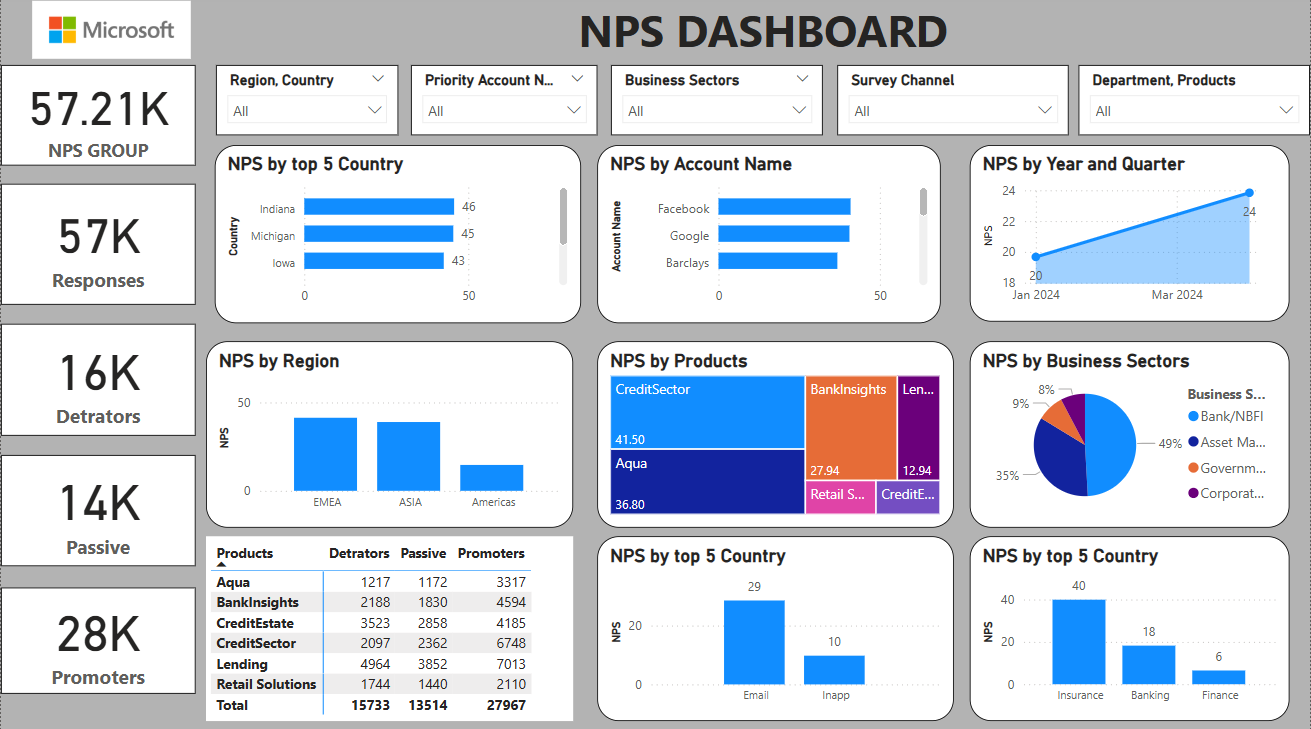 Microsoft
NPS DASHBOARD
57.21K
NPS GROUP
57K
Responses
16K
Detrators
14K
Passive
28K
Promoters
Region, Country
All
Priority Account N...
All
Business Sectors
All
Survey Channel
All
Department, Products
All
NPS by top 5 Country
Country
Indiana 46
Michigan 45
Iowa 43
0 50
NPS by Account Name
Account Name
Facebook
Google
Barclays
0 50
NPS by Year and Quarter
NPS
24
22
20
18
20
24
Jan 2024 Mar 2024
NPS by Region
NPS
50
0
EMEA ASIA Americas
NPS by Products
CreditSector
41.50
Aqua
36.80
BankInsights
27.94
Len...
12.94
Retail S...
CreditE...
NPS by Business Sectors
8%
9%
35%
49%
Business S...
Bank/NBFI
Asset Ma...
Governm...
Corporat...
Products Detrators Passive Promoters
Aqua 1217 1172 3317
BankInsights 2188 1830 4594
CreditEstate 3523 2858 4185
CreditSector 2097 2362 6748
Lending 4964 3852 7013
Retail Solutions 1744 1440 2110
Total 15733 13514 27967
NPS by top 5 Country
NPS
20
0
29
10
Email Inapp
NPS by top 5 Country
NPS
40
20
0
40
18
6
Insurance Banking Finance